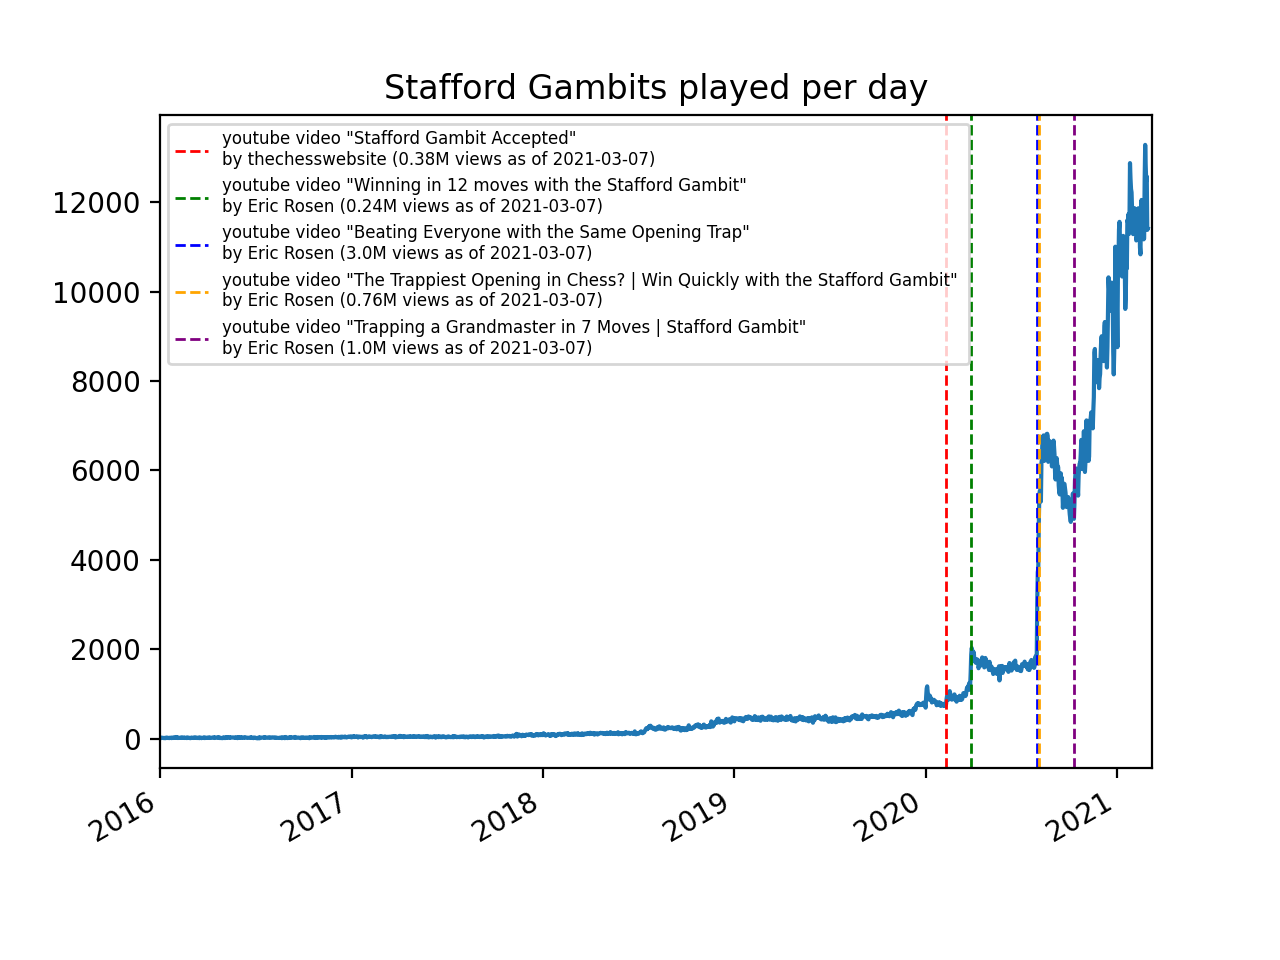 Stafford Gambits played per day
youtube video "Stafford Gambit Accepted"
by thechesswebsite (0.38M views as of 2021-03-07)
youtube video "Winning in 12 moves with the Stafford Gambit"
by Eric Rosen (0.24M views as of 2021-03-07)
youtube video "Beating Everyone with the Same Opening Trap"
by Eric Rosen (3.0M views as of 2021-03-07)
youtube video "The Trappiest Opening in Chess? | Win Quickly with the Stafford Gambit"
by Eric Rosen (0.76M views as of 2021-03-07)
youtube video "Trapping a Grandmaster in 7 Moves | Stafford Gambit"
by Eric Rosen (1.0M views as of 2021-03-07)
12000
10000
8000
6000
4000
2000
0
2016
2017
2018
2019
2020
2021